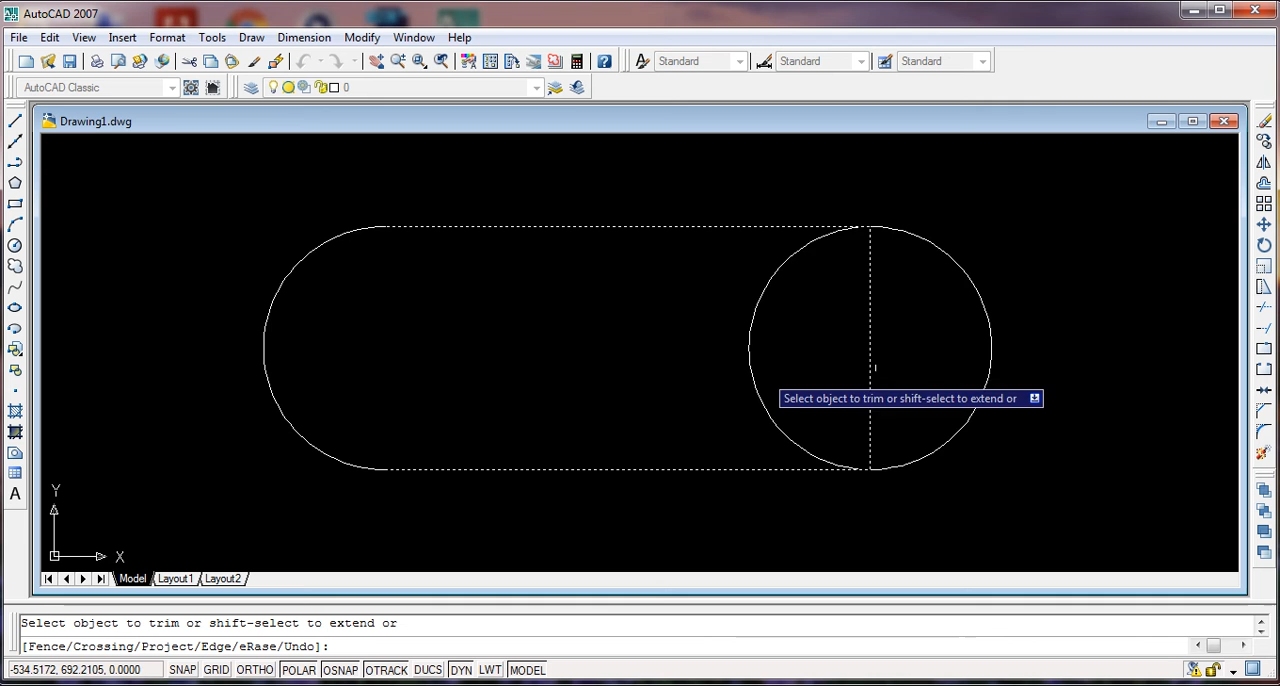 AutoCAD 2007
File Edit View Insert Format Tools Draw Dimension Modify Window Help
Standard Standard Standard
AutoCAD Classic 0
Drawing1.dwg
Select object to trim or shift-select to extend or
Y
X
Model Layout1 Layout2
Select object to trim or shift-select to extend or
[Fence/Crossing/Project/Edge/eRase/Undo]:
-534.5172, 692.2105, 0.0000 SNAP GRID ORTHO POLAR OSNAP OTRACK DUCS DYN LWT MODEL